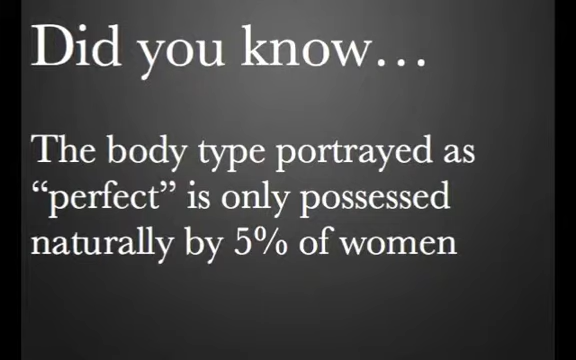 Did you know…
The body type portrayed as
“perfect” is only possessed
naturally by 5% of women